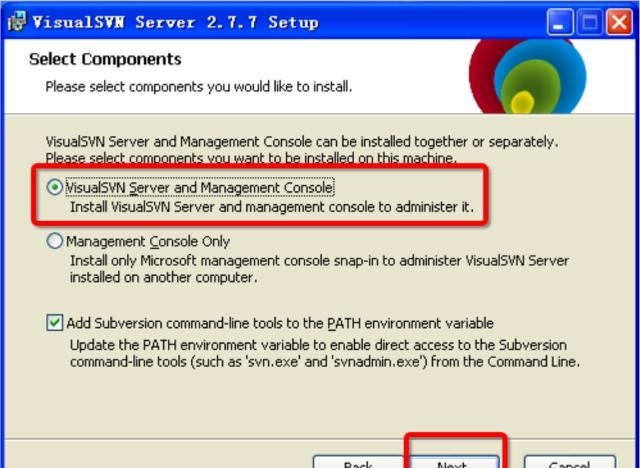 VisualSVN Server 2.7.7 Setup
Select Components
Please select components you would like to install.
VisualSVN Server and Management Console can be installed together or separately.
Please select components you want to be installed on this machine.
VisualSVN Server and Management Console
Install VisualSVN Server and management console to administer it.
Management Console Only
Install only Microsoft management console snap-in to administer VisualSVN Server
installed on another computer.
Add Subversion command-line tools to the PATH environment variable
Update the PATH environment variable to enable direct access to the Subversion
command-line tools (such as 'svn.exe' and 'svnadmin.exe') from the Command Line.
Back Next Cancel